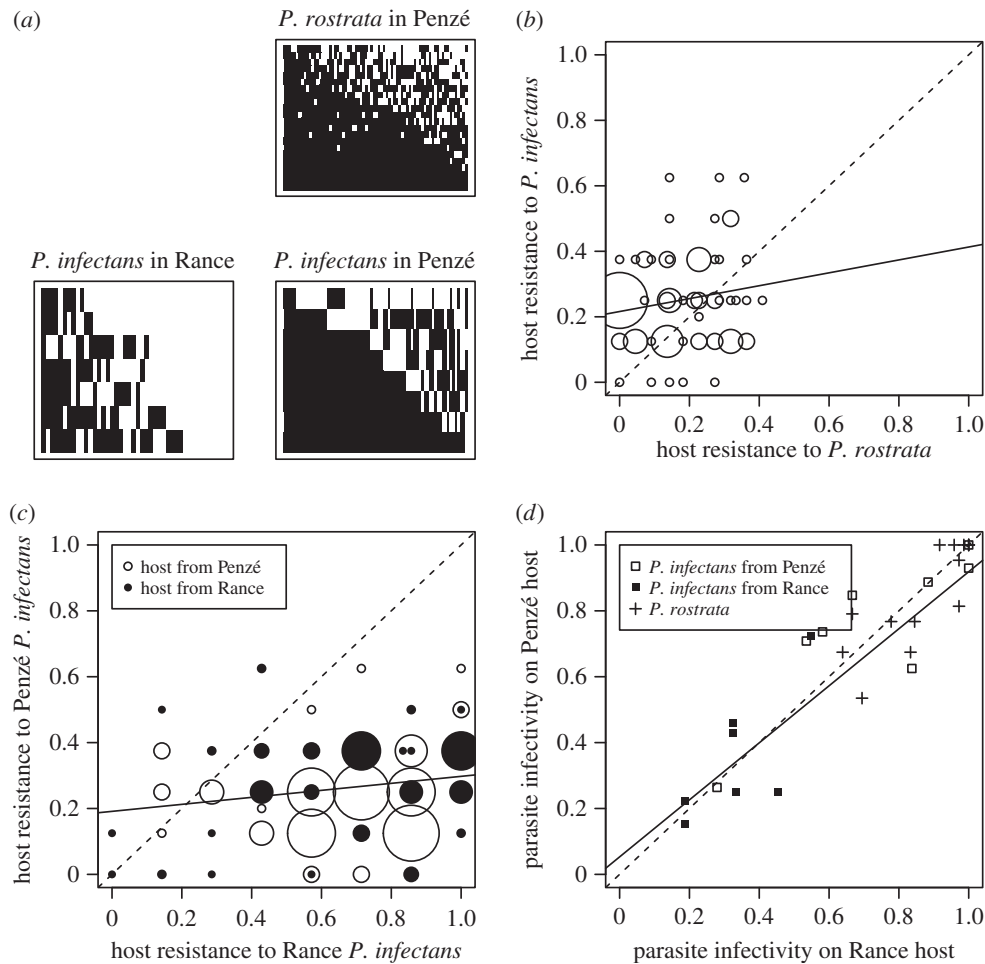 (a)
P. rostrata in Penzé
P. infectans in Rance
P. infectans in Penzé
(b)
host resistance to P. infectans
1.0
0.8
0.6
0.4
0.2
0
0 0.2 0.4 0.6 0.8 1.0
host resistance to P. rostrata
(c)
host resistance to Penzé P. infectans
1.0
0.8
0.6
0.4
0.2
0
host from Penzé
host from Rance
0 0.2 0.4 0.6 0.8 1.0
host resistance to Rance P. infectans
(d)
parasite infectivity on Penzé host
1.0
0.8
0.6
0.4
0.2
0
P. infectans from Penzé
P. infectans from Rance
P. rostrata
0 0.2 0.4 0.6 0.8 1.0
parasite infectivity on Rance host